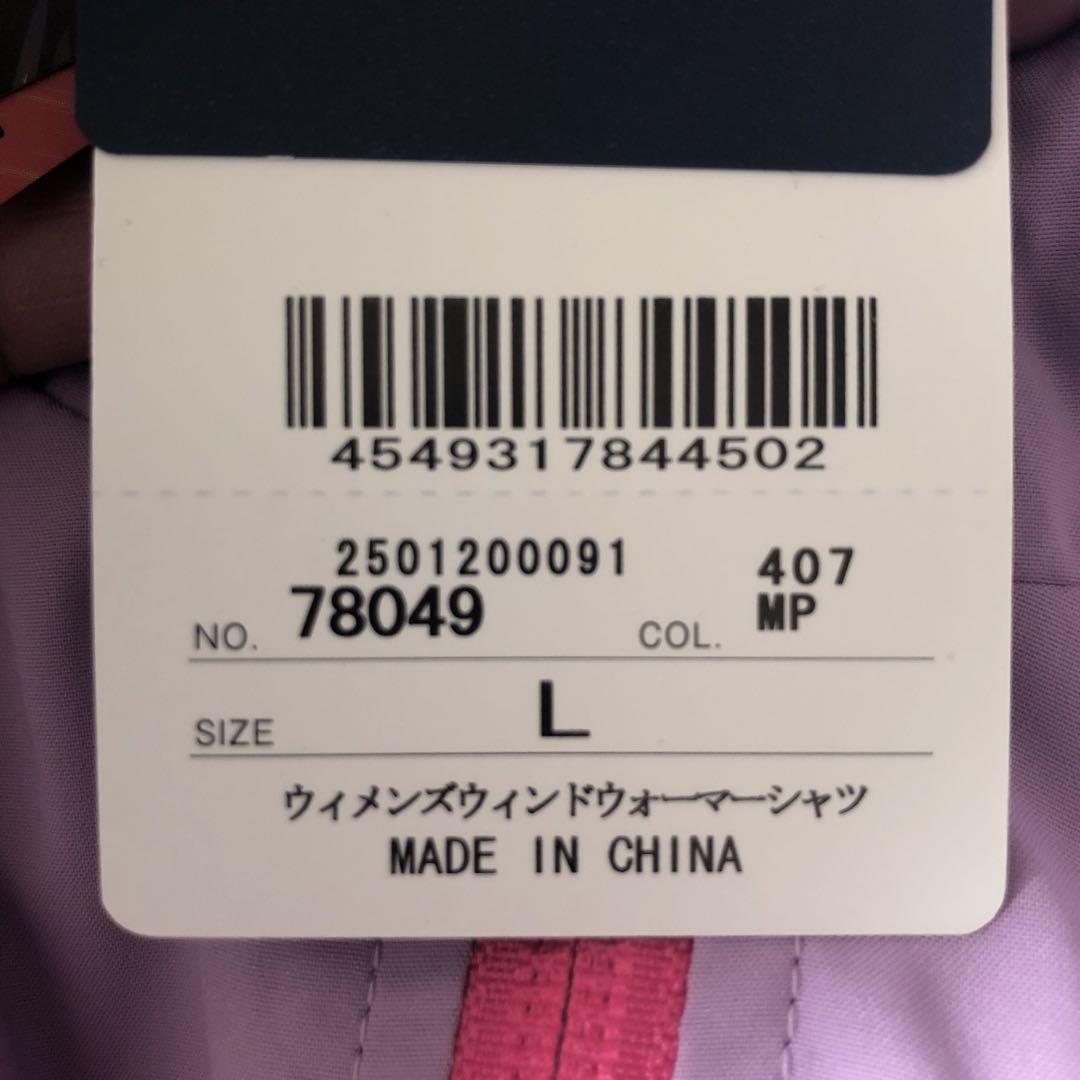 4549317844502
2501200091 407
NO. 78049 COL. MP
SIZE L
ウィメンズウィンドウォーマーシャツ
MADE IN CHINA